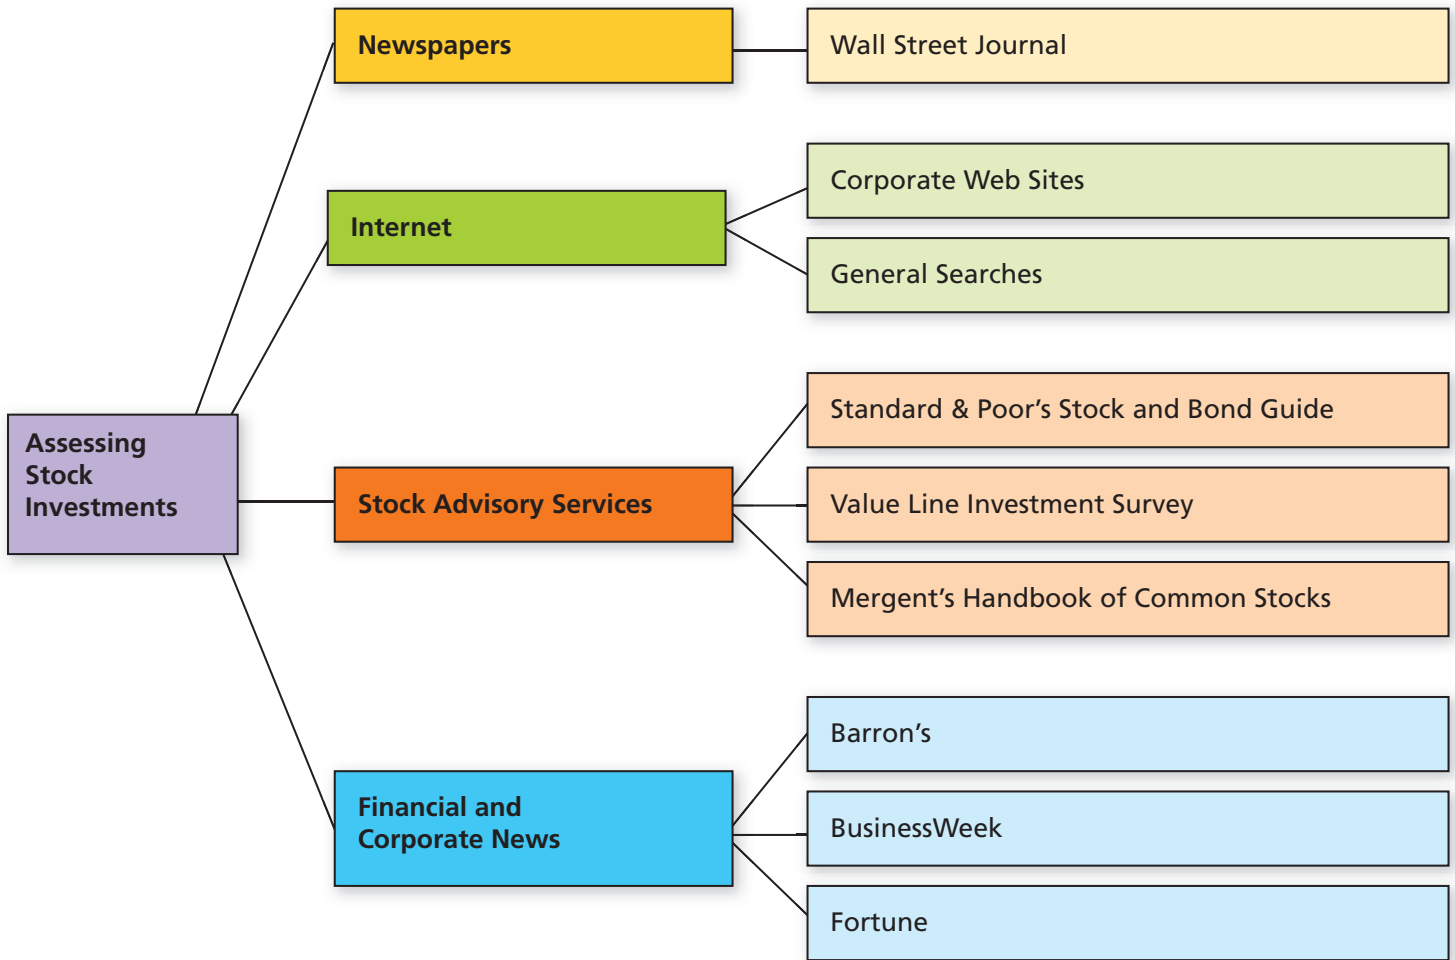 Newspapers
Wall Street Journal
Internet
Corporate Web Sites
General Searches
Assessing
Stock
Investments
Stock Advisory Services
Standard & Poor’s Stock and Bond Guide
Value Line Investment Survey
Mergent’s Handbook of Common Stocks
Financial and
Corporate News
Barron’s
BusinessWeek
Fortune